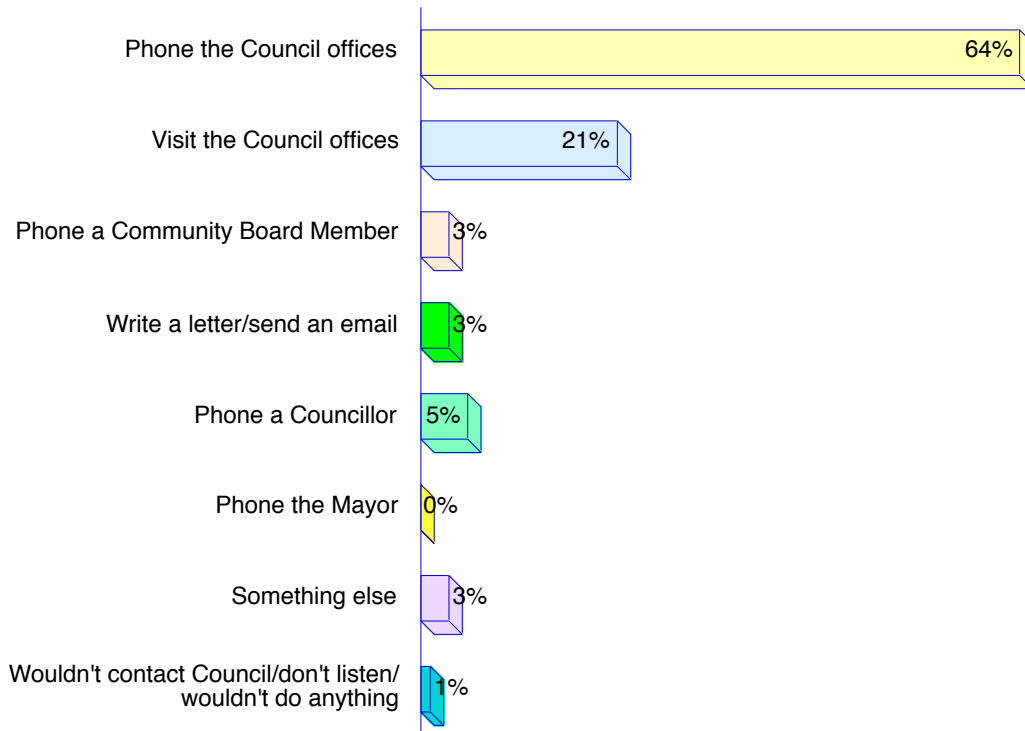 Phone the Council offices 64%
Visit the Council offices 21%
Phone a Community Board Member 3%
Write a letter/send an email 3%
Phone a Councillor 5%
Phone the Mayor 0%
Something else 3%
Wouldn't contact Council/don't listen/
wouldn't do anything 1%